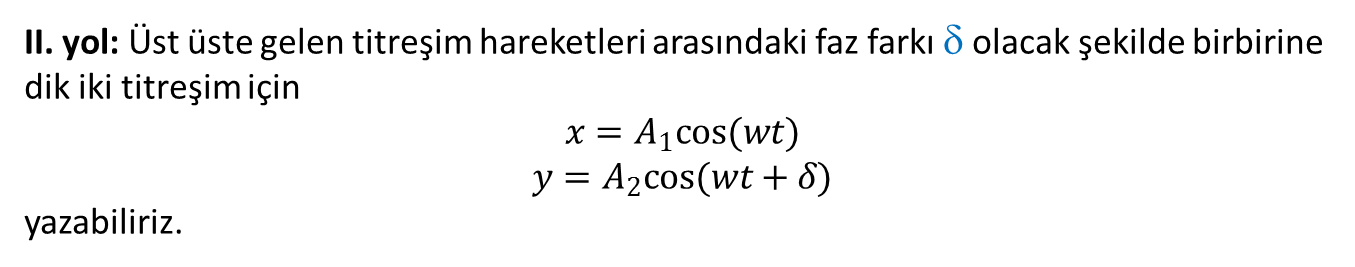 II. yol: Üst üste gelen titreşim hareketleri arasındaki faz farkı δ olacak şekilde birbirine
dik iki titreşim için
x = A₁cos(wt)
y = A₂cos(wt + δ)
yazabiliriz.